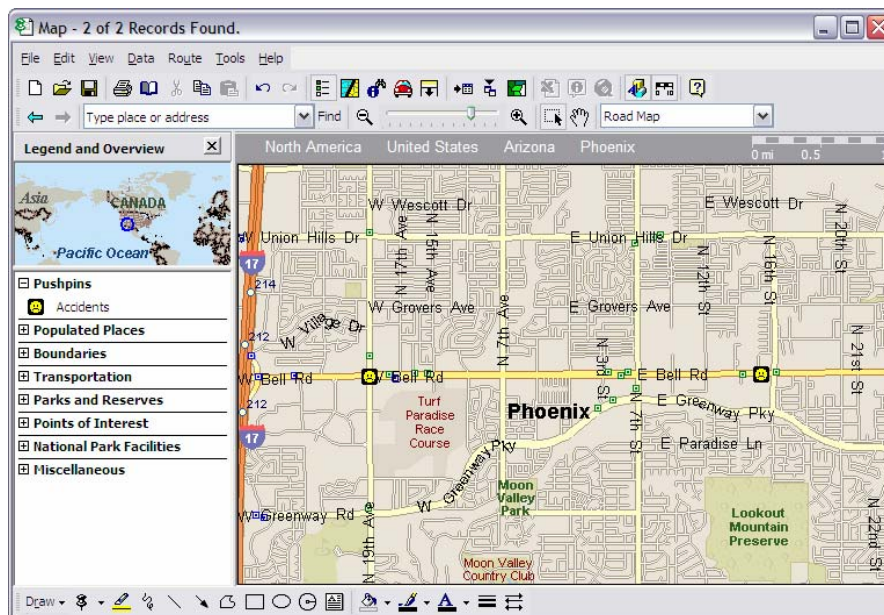 Map - 2 of 2 Records Found.
File Edit View Data Route Tools Help
Type place or address Find Road Map
Legend and Overview
North America United States Arizona Phoenix
0 mi 0.5 1
Asia CANADA
Pacific Ocean
Pushpins
Accidents
Populated Places
Boundaries
Transportation
Parks and Reserves
Points of Interest
National Park Facilities
Miscellaneous
W Wescott Dr
E Wescott Dr
W Union Hills Dr
E Union Hills Dr
N 17th Ave
N 15th Ave
N 12th St
N 16th St
N 20th St
17
214
W Grovers Ave
E Grovers Ave
W Village Dr
N 7th Ave
N 3rd St
N 21st St
212
W Bell Rd
W Bell Rd
E Bell Rd
212
Turf
Paradise
Race
Course
Phoenix
E Greenway Pky
N 7th St
17
E Paradise Ln
W Greenway Pky
Moon
Valley
Park
W Greenway Rd
N 19th Ave
Lookout
Mountain
Preserve
N 22nd St
Moon Valley
Country Club
Draw